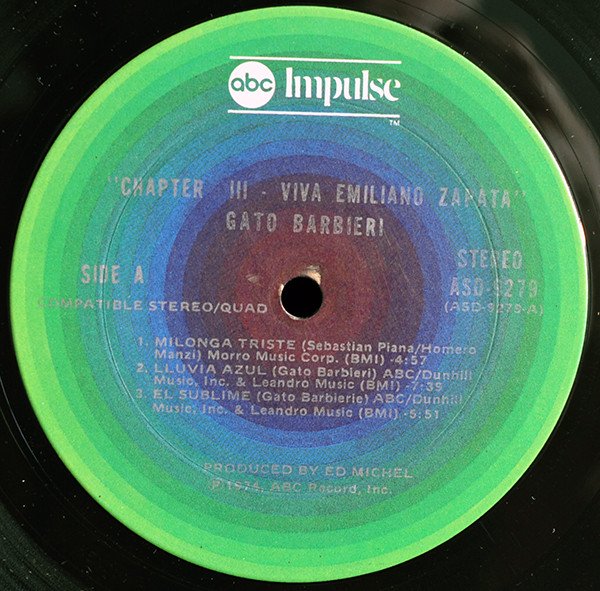 abc Impulse
TM
"CHAPTER III - VIVA EMILIANO ZAPATA"
GATO BARBIERI
SIDE A
STEREO
ASD-9279
COMPATIBLE STEREO/QUAD
(ASD-9279-A)
1. MILONGA TRISTE (Sebastian Piana/Homero
Manzi) Morro Music Corp. (BMI) -4:57
2. LLUVIA AZUL (Gato Barbieri) ABC/Dunhill
Music, Inc. & Leandro Music (BMI) -7:39
3. EL SUBLIME (Gato Barbierie) ABC/Dunhill
Music, Inc. & Leandro Music (BMI) -5:51
PRODUCED BY ED MICHEL
℗1974, ABC Record, Inc.